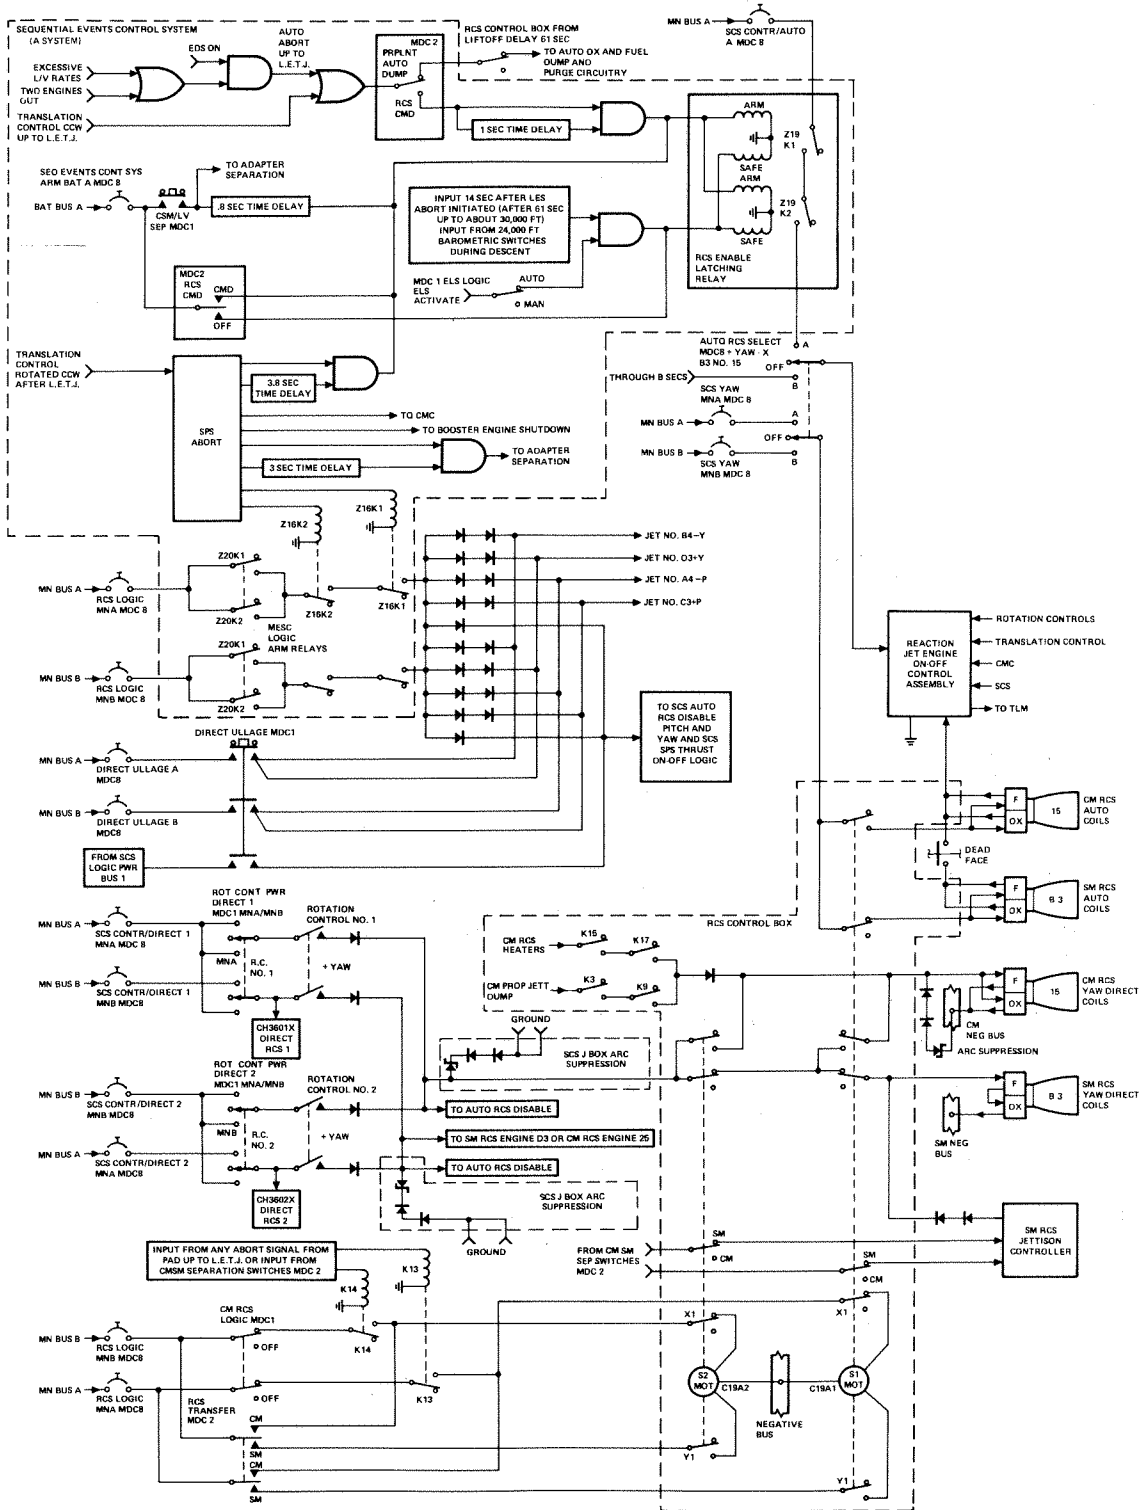 SEQUENTIAL EVENTS CONTROL SYSTEM
(A SYSTEM)
EDS ON
EXCESSIVE
L/V RATES
TWO ENGINES
OUT
TRANSLATION
CONTROL CCW
UP TO L.E.T.J.
AUTO
ABORT
UP TO
L.E.T.J.
MDC 2
PRPLNT
AUTO
DUMP
RCS
CMD
RCS CONTROL BOX FROM
LIFTOFF DELAY 61 SEC
TO AUTO OX AND FUEL
DUMP AND
PURGE CIRCUITRY
MN BUS A
SCS CONTR/AUTO
A MDC 8
1 SEC TIME DELAY
ARM
SAFE
ARM
SAFE
Z19
K1
Z19
K2
RCS ENABLE
LATCHING
RELAY
SEO EVENTS CONT SYS
ARM BAT A MDC 8
BAT BUS A
CSM/LV
SEP MDC1
TO ADAPTER
SEPARATION
.8 SEC TIME DELAY
INPUT 14 SEC AFTER LES
ABORT INITIATED (AFTER 61 SEC
UP TO ABOUT 30,000 FT)
INPUT FROM 24,000 FT
BAROMETRIC SWITCHES
DURING DESCENT
MDC 1 ELS LOGIC
ELS
ACTIVATE
AUTO
MAN
MDC2
RCS
CMD
CMD
OFF
TRANSLATION
CONTROL
ROTATED CCW
AFTER L.E.T.J.
SPS
ABORT
3.8 SEC
TIME DELAY
TO CMC
TO BOOSTER ENGINE SHUTDOWN
3 SEC TIME DELAY
TO ADAPTER
SEPARATION
AUTO RCS SELECT
MDC8 + YAW - X
B3 NO. 15
A
OFF
B
THROUGH B SECS
SCS YAW
MNA MDC 8
MN BUS A
A
OFF
B
MN BUS B
SCS YAW
MNB MDC 8
Z16K1
Z16K2
MN BUS A
RCS LOGIC
MNA MDC 8
Z20K1
Z20K2
Z16K2
Z16K1
MESC
LOGIC
ARM RELAYS
Z20K1
Z20K2
MN BUS B
RCS LOGIC
MNB MOC 8
JET NO. B4-Y
JET NO. D3+Y
JET NO. A4-P
JET NO. C3+P
TO SCS AUTO
RCS DISABLE
PITCH AND
YAW AND SCS
SPS THRUST
ON-OFF LOGIC
REACTION
JET ENGINE
ON-OFF
CONTROL
ASSEMBLY
ROTATION CONTROLS
TRANSLATION CONTROL
CMC
SCS
TO TLM
DIRECT ULLAGE MDC1
MN BUS A
DIRECT ULLAGE A
MDC8
MN BUS B
DIRECT ULLAGE B
MDC8
FROM SCS
LOGIC PWR
BUS 1
F
OX
15
CM RCS
AUTO
COILS
DEAD
FACE
F
OX
B 3
SM RCS
AUTO
COILS
ROT CONT PWR
DIRECT 1
MDC1 MNA/MNB
ROTATION
CONTROL NO. 1
MN BUS A
SCS CONTR/DIRECT 1
MNA MDC 8
MN BUS B
SCS CONTR/DIRECT 1
MNB MDC8
MNA
R.C.
NO. 1
+ YAW
CH3601X
DIRECT
RCS 1
RCS CONTROL BOX
CM RCS
HEATERS
K15
K17
CM PROP JETT
DUMP
K3
K9
GROUND
SCS J BOX ARC
SUPPRESSION
F
OX
15
CM RCS
YAW DIRECT
COILS
CM
NEG BUS
ARC SUPPRESSION
F
OX
B 3
SM RCS
YAW DIRECT
COILS
SM NEG
BUS
ROT CONT PWR
DIRECT 2
MDC1 MNA/MNB
ROTATION
CONTROL NO. 2
MN BUS B
SCS CONTR/DIRECT 2
MNB MDC8
MN BUS A
SCS CONTR/DIRECT 2
MNA MDC8
MNB
R.C.
NO. 2
+ YAW
CH3602X
DIRECT
RCS 2
TO AUTO RCS DISABLE
TO SM RCS ENGINE D3 OR CM RCS ENGINE 25
TO AUTO RCS DISABLE
SCS J BOX ARC
SUPPRESSION
GROUND
INPUT FROM ANY ABORT SIGNAL FROM
PAD UP TO L.E.T.J. OR INPUT FROM
CMSM SEPARATION SWITCHES MDC 2
K13
K14
FROM CM SM
SEP SWITCHES
MDC 2
SM
CM
SM
CM
SM RCS
JETTISON
CONTROLLER
CM RCS
LOGIC MDC1
MN BUS B
RCS LOGIC
MNB MDC8
OFF
K14
MN BUS A
RCS LOGIC
MNA MDC8
OFF
K13
RCS
TRANSFER
MDC 2
CM
SM
CM
SM
X1
X1
S2
MOT
C19A2
NEGATIVE
BUS
C19A1
S1
MOT
Y1
Y1